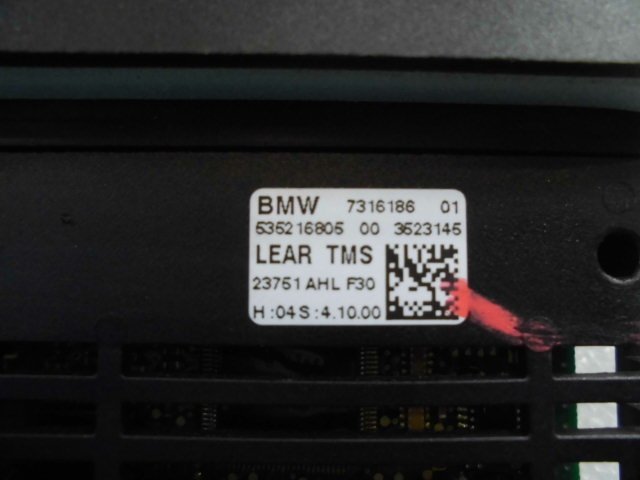 BMW 7316186 01
535216805 00 3523145
LEAR TMS
23751 AHL F30
H:04 S:4.10.00